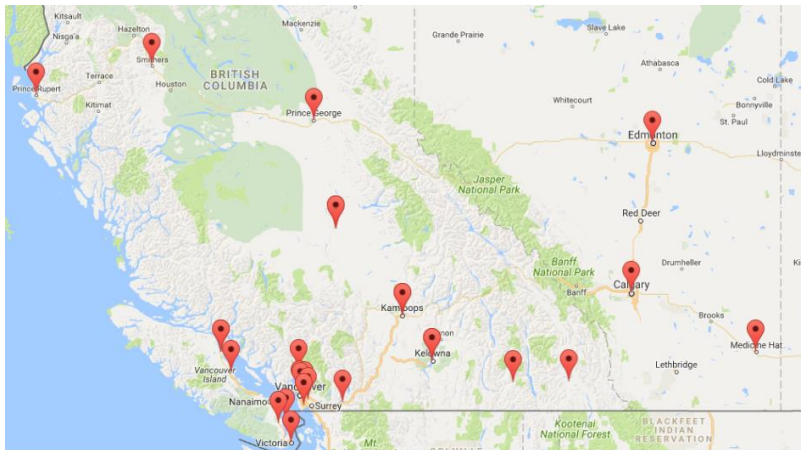 Kitsault
Nisga'a
Hazelton
Mackenzie
Slave Lake
Grande Prairie
Smithers
Athabasca
Prince Rupert
Terrace
Houston
BRITISH
COLUMBIA
Cold Lake
Kitimat
Prince George
Whitecourt
Bonnyville
St. Paul
Edmonton
Lloydminster
Jasper
National Park
Red Deer
Banff
National Park
Drumheller
Banff
Calgary
Kamloops
Brooks
Medicine Hat
Kelowna
Lethbridge
Vancouver
Island
Vancouver
Nanaimo
Surrey
Victoria
Mt.
Kootenai
National Forest
BLACKFEET
INDIAN
RESERVATION